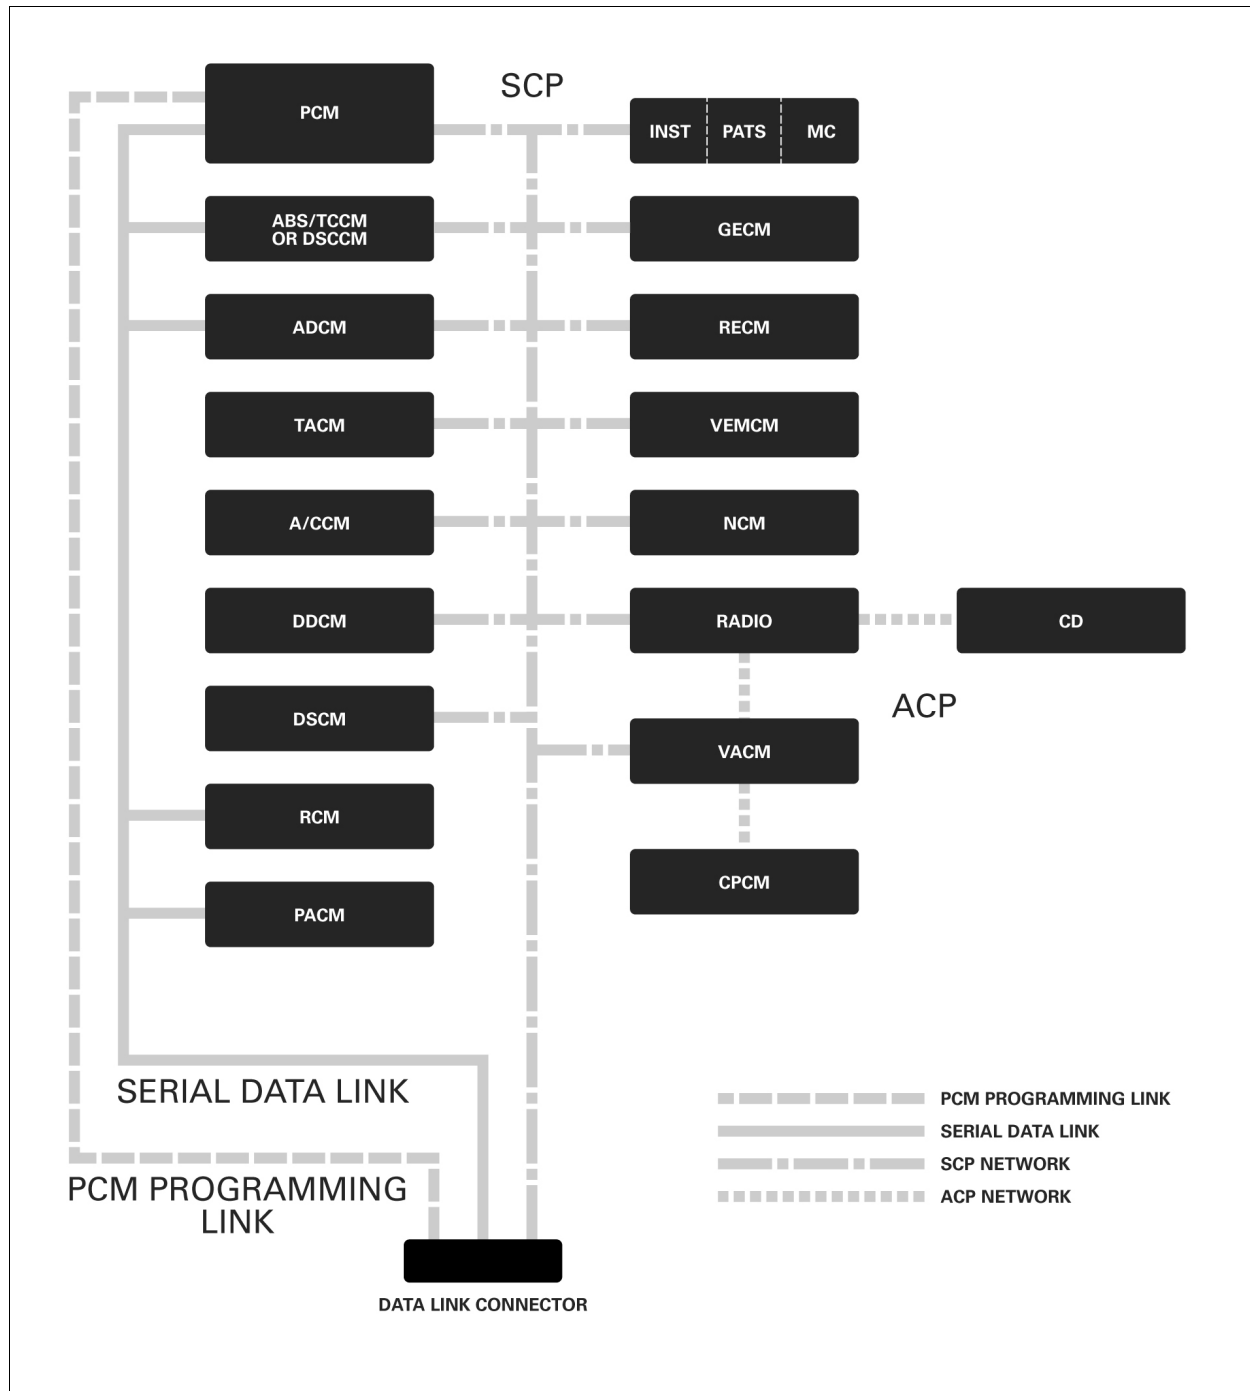 SCP
PCM
INST PATS MC
ABS/TCCM
OR DSCCM
GECM
ADCM
RECM
TACM
VEMCM
A/CCM
NCM
DDCM
RADIO
CD
DSCM
ACP
VACM
RCM
CPCM
PACM
SERIAL DATA LINK
PCM PROGRAMMING
LINK
PCM PROGRAMMING LINK
SERIAL DATA LINK
SCP NETWORK
ACP NETWORK
DATA LINK CONNECTOR